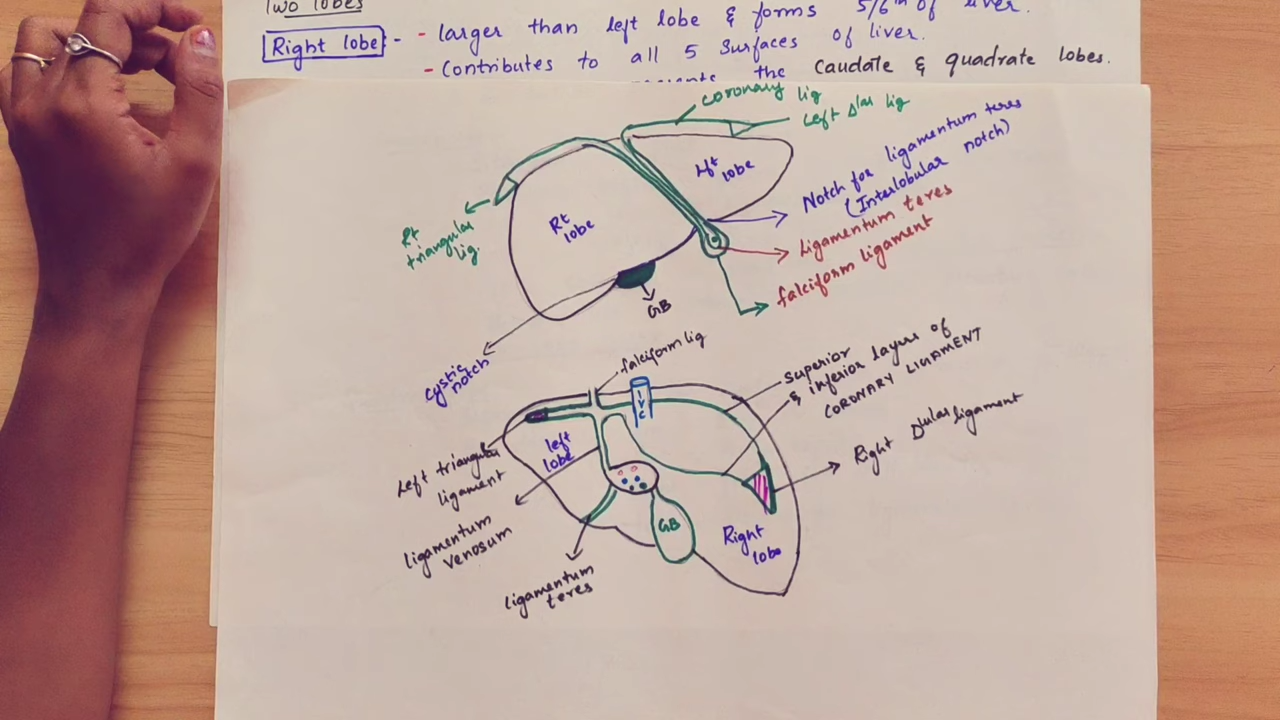 Two lobes
Right lobe - - larger than left lobe & forms 5/6th of liver.
- Contributes to all 5 surfaces of liver.
the caudate & quadrate lobes.
coronary lig
Left Δlar lig
Lft lobe
Notch for ligamentum teres
(Interlobular notch)
Rt
lobe
Rt
triangular
lig.
Ligamentum teres
falciform ligament
GB
cystic
notch
falciform lig
superior
& inferior layers of
CORONARY LIGAMENT
IVC
left
lobe
Left triangular
ligament
Right Δular ligament
ligamentum
venosum
GB
Right
lobe
ligamentum
teres